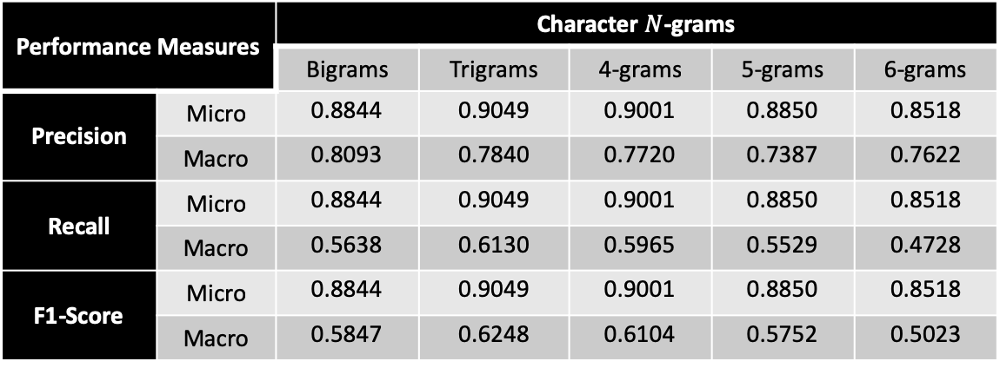 Performance Measures
Character N-grams
Bigrams Trigrams 4-grams 5-grams 6-grams
Precision
Micro 0.8844 0.9049 0.9001 0.8850 0.8518
Macro 0.8093 0.7840 0.7720 0.7387 0.7622
Recall
Micro 0.8844 0.9049 0.9001 0.8850 0.8518
Macro 0.5638 0.6130 0.5965 0.5529 0.4728
F1-Score
Micro 0.8844 0.9049 0.9001 0.8850 0.8518
Macro 0.5847 0.6248 0.6104 0.5752 0.5023